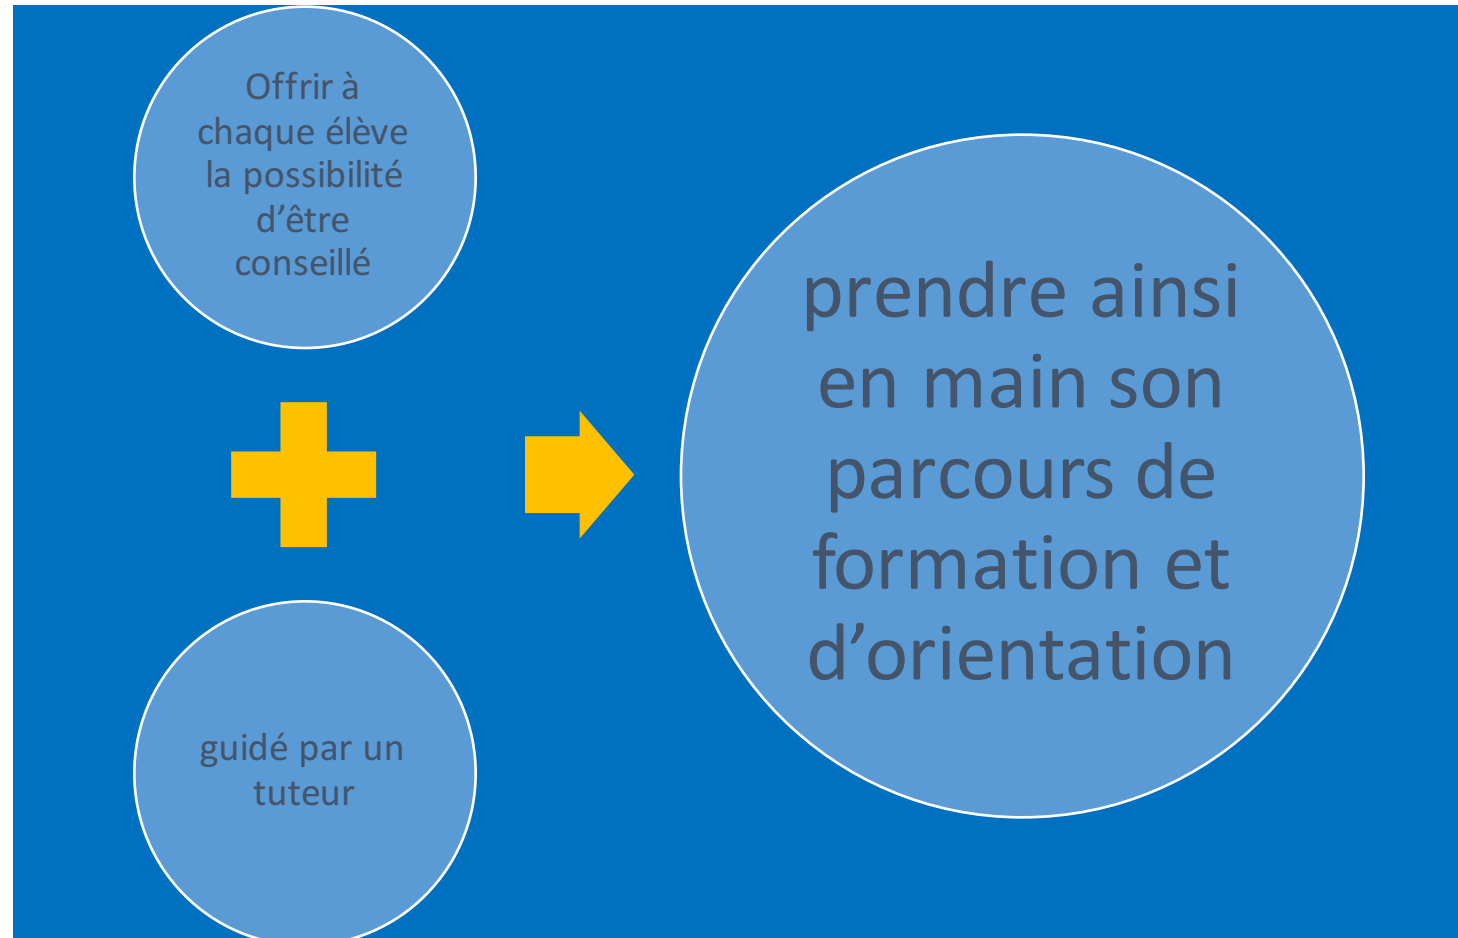 Offrir à
chaque élève
la possibilité
d’être
conseillé
guidé par un
tuteur
prendre ainsi
en main son
parcours de
formation et
d’orientation